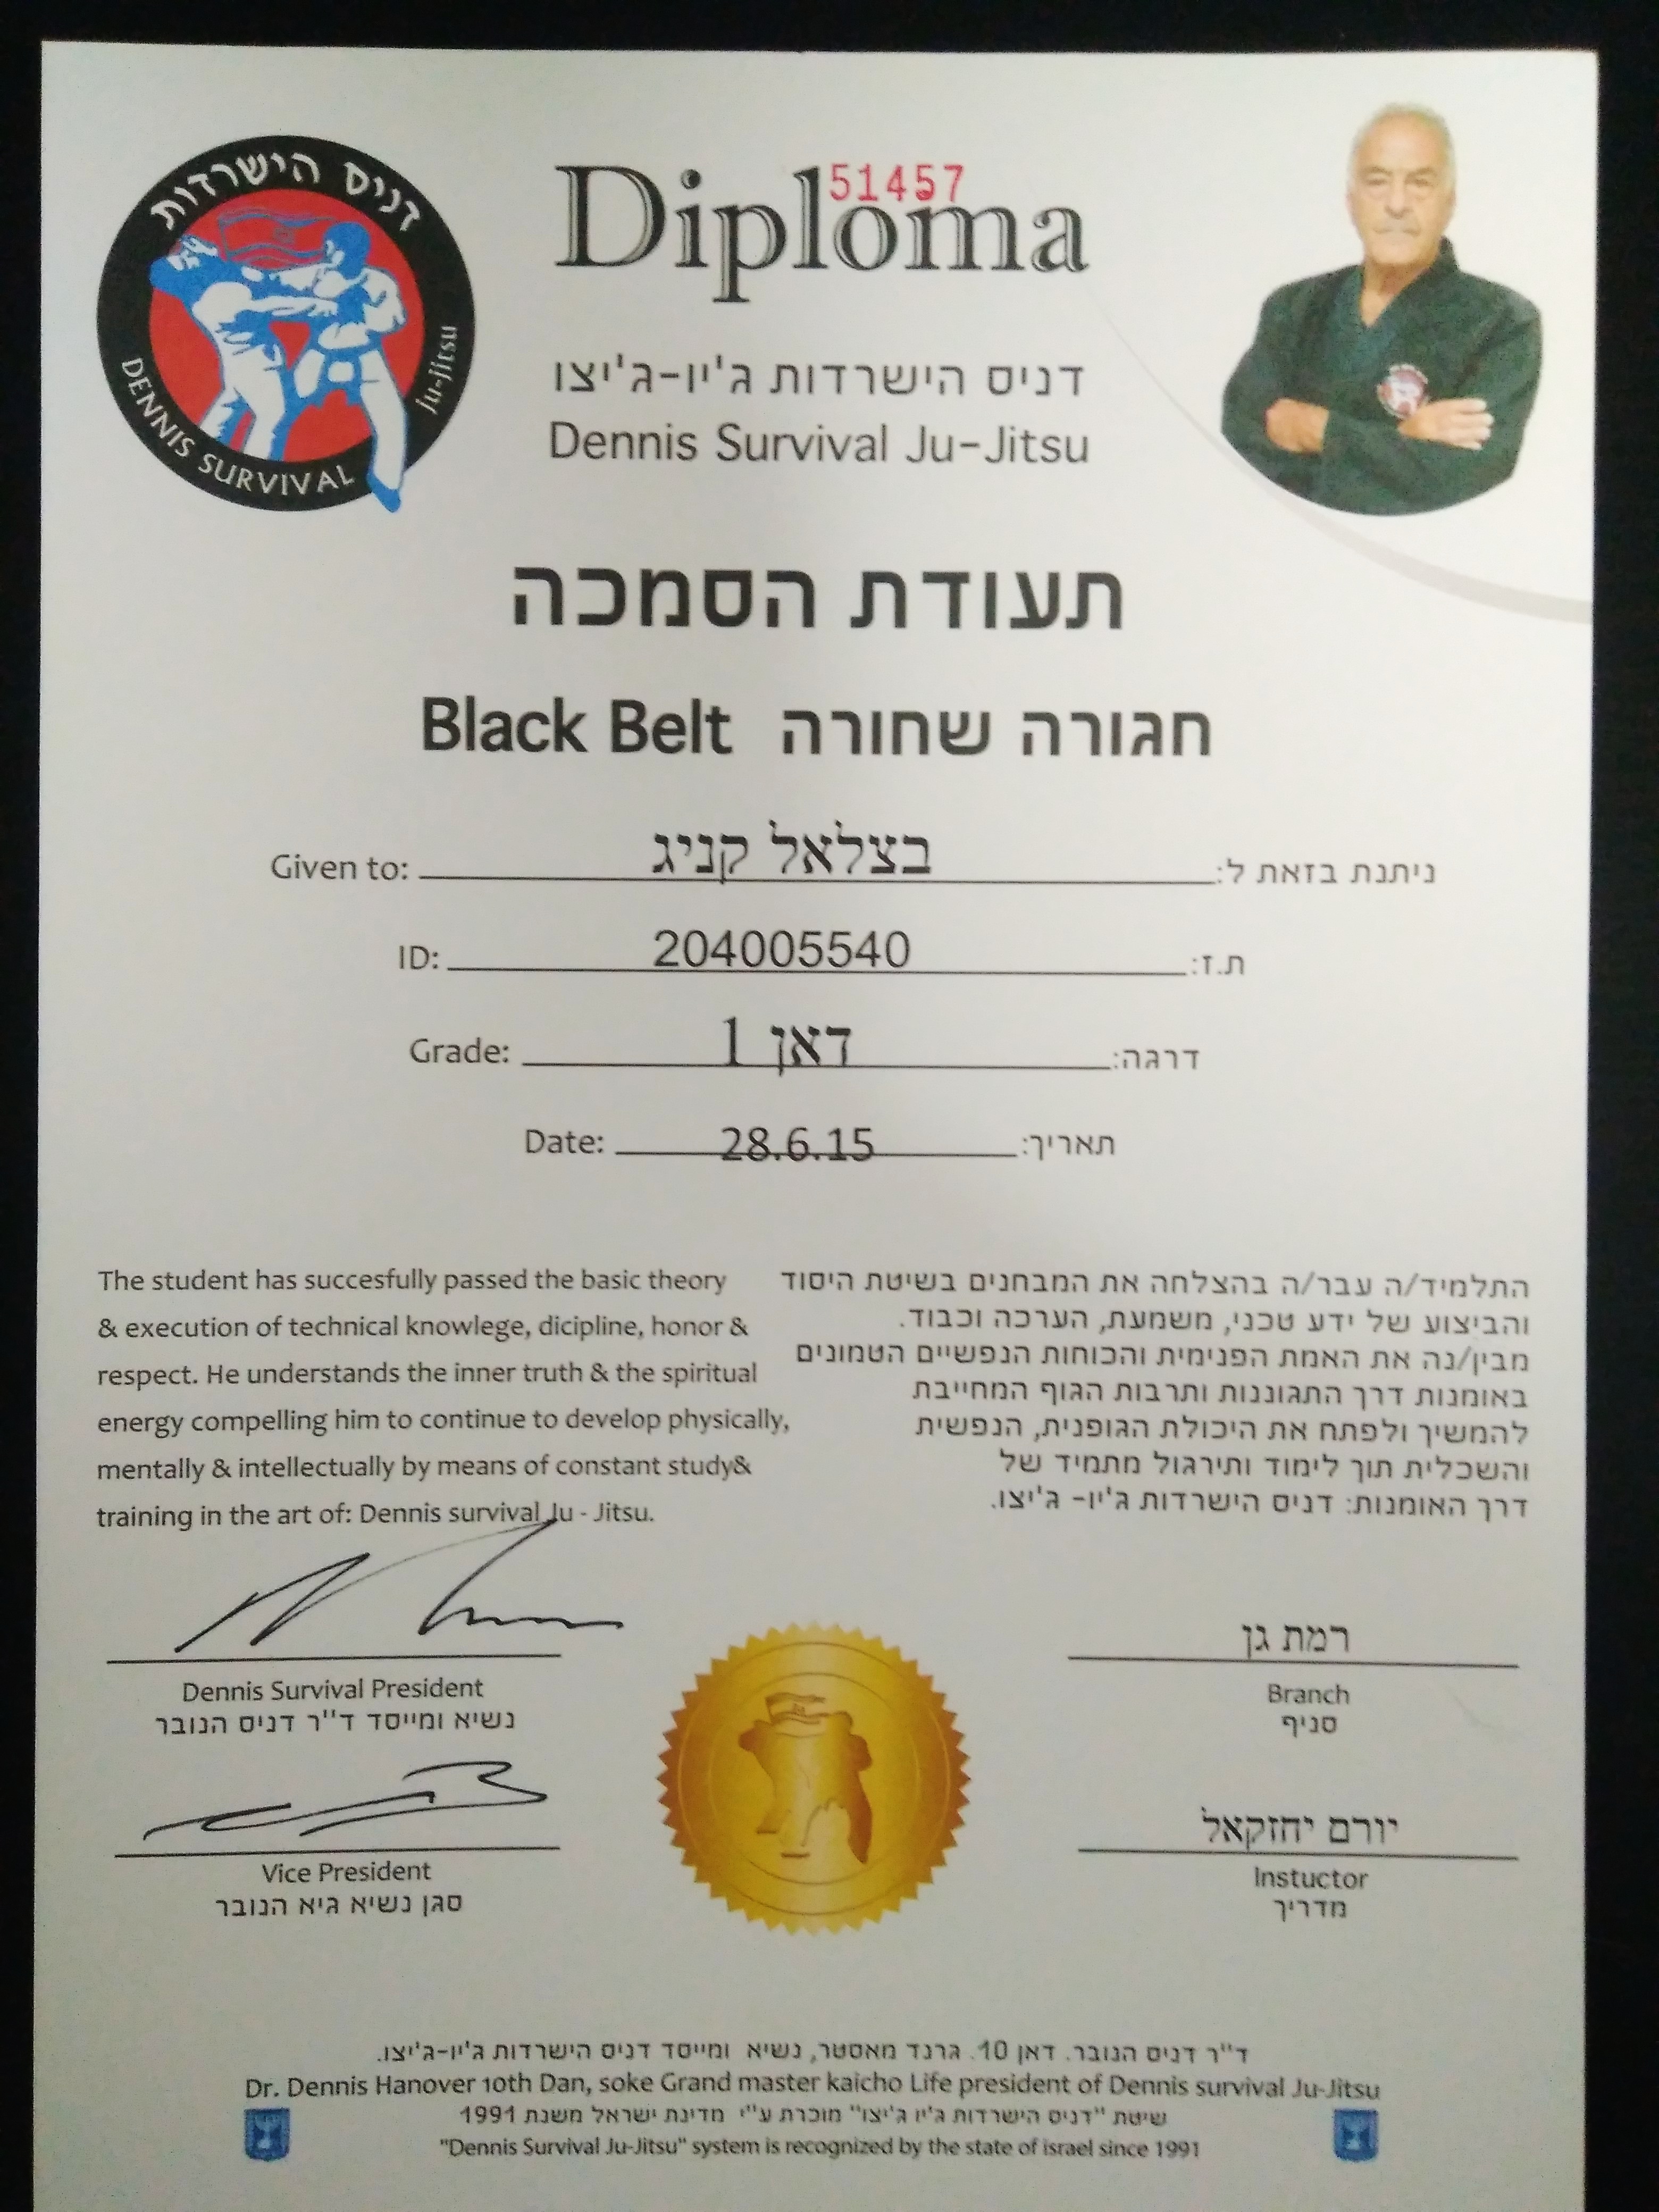 דניס הישרדות
DENNIS SURVIVAL
Ju-Jitsu
51457
Diploma
דניס הישרדות ג'יו-ג'יצו
Dennis Survival Ju-Jitsu
תעודת הסמכה
Black Belt חגורה שחורה
Given to: בצלאל קניג ניתנת בזאת ל:
ID: 204005540 ת.ז:
Grade: דאן 1 דרגה:
Date: 28.6.15 תאריך:
The student has succesfully passed the basic theory
& execution of technical knowlege, dicipline, honor &
respect. He understands the inner truth & the spiritual
energy compelling him to continue to develop physically,
mentally & intellectually by means of constant study&
training in the art of: Dennis survival Ju - Jitsu.
התלמיד/ה עבר/ה בהצלחה את המבחנים בשיטת היסוד
והביצוע של ידע טכני, משמעת, הערכה וכבוד.
מבין/נה את האמת הפנימית והכוחות הנפשיים הטמונים
באומנות דרך התגוננות ותרבות הגוף המחייבת
להמשיך ולפתח את היכולת הגופנית, הנפשית
והשכלית תוך לימוד ותירגול מתמיד של
דרך האומנות: דניס הישרדות ג'יו- ג'יצו.
Dennis Survival President
נשיא ומייסד ד''ר דניס הנובר
רמת גן
Branch
סניף
Vice President
סגן נשיא גיא הנובר
יורם יחזקאל
Instuctor
מדריך
ד''ר דניס הנובר. דאן 10. גרנד מאסטר, נשיא ומייסד דניס הישרדות ג'יו-ג'יצו.
Dr. Dennis Hanover 10th Dan, soke Grand master kaicho Life president of Dennis survival Ju-Jitsu
שיטת "דניס הישרדות ג'יו ג'יצו" מוכרת ע''י מדינת ישראל משנת 1991
"Dennis Survival Ju-Jitsu" system is recognized by the state of israel since 1991